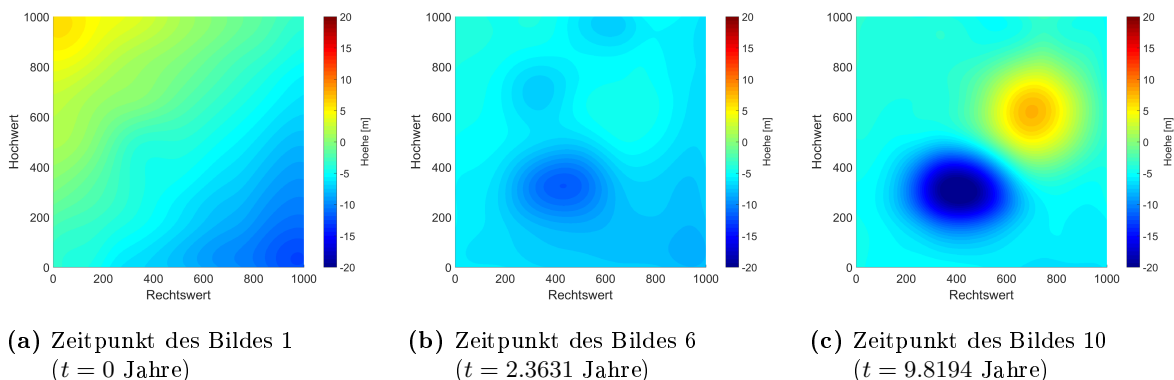 1000
800
600
400
200
0
0 200 400 600 800 1000
Hochwert
Rechtswert
20
15
10
5
0
-5
-10
-15
-20
Hoehe [m]
(a) Zeitpunkt des Bildes 1
(t = 0 Jahre)
1000
800
600
400
200
0
0 200 400 600 800 1000
Hochwert
Rechtswert
20
15
10
5
0
-5
-10
-15
-20
Hoehe [m]
(b) Zeitpunkt des Bildes 6
(t = 2.3631 Jahre)
1000
800
600
400
200
0
0 200 400 600 800 1000
Hochwert
Rechtswert
20
15
10
5
0
-5
-10
-15
-20
Hoehe [m]
(c) Zeitpunkt des Bildes 10
(t = 9.8194 Jahre)